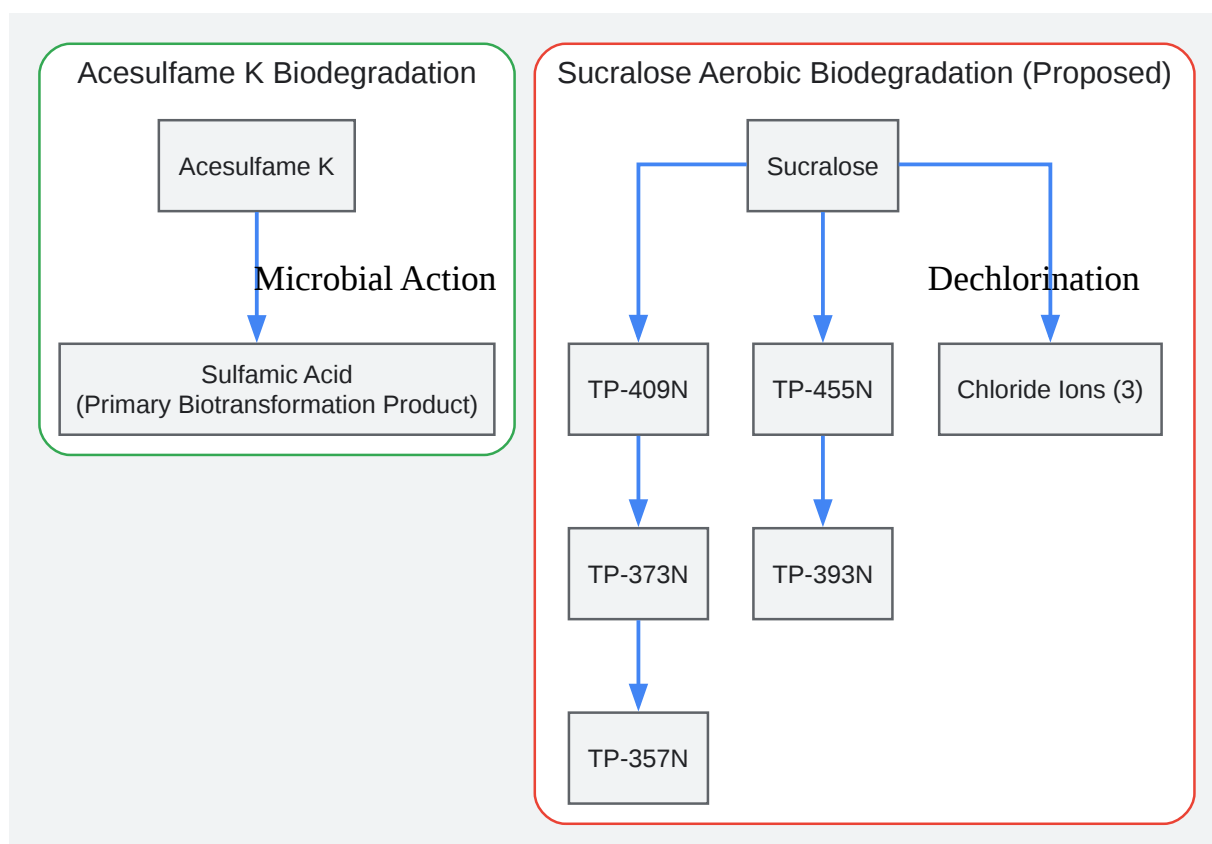 Acesulfame K Biodegradation
Acesulfame K
Microbial Action
Sulfamic Acid
(Primary Biotransformation Product)
Sucralose Aerobic Biodegradation (Proposed)
Sucralose
Dechlorination
TP-409N
TP-455N
Chloride Ions (3)
TP-373N
TP-393N
TP-357N